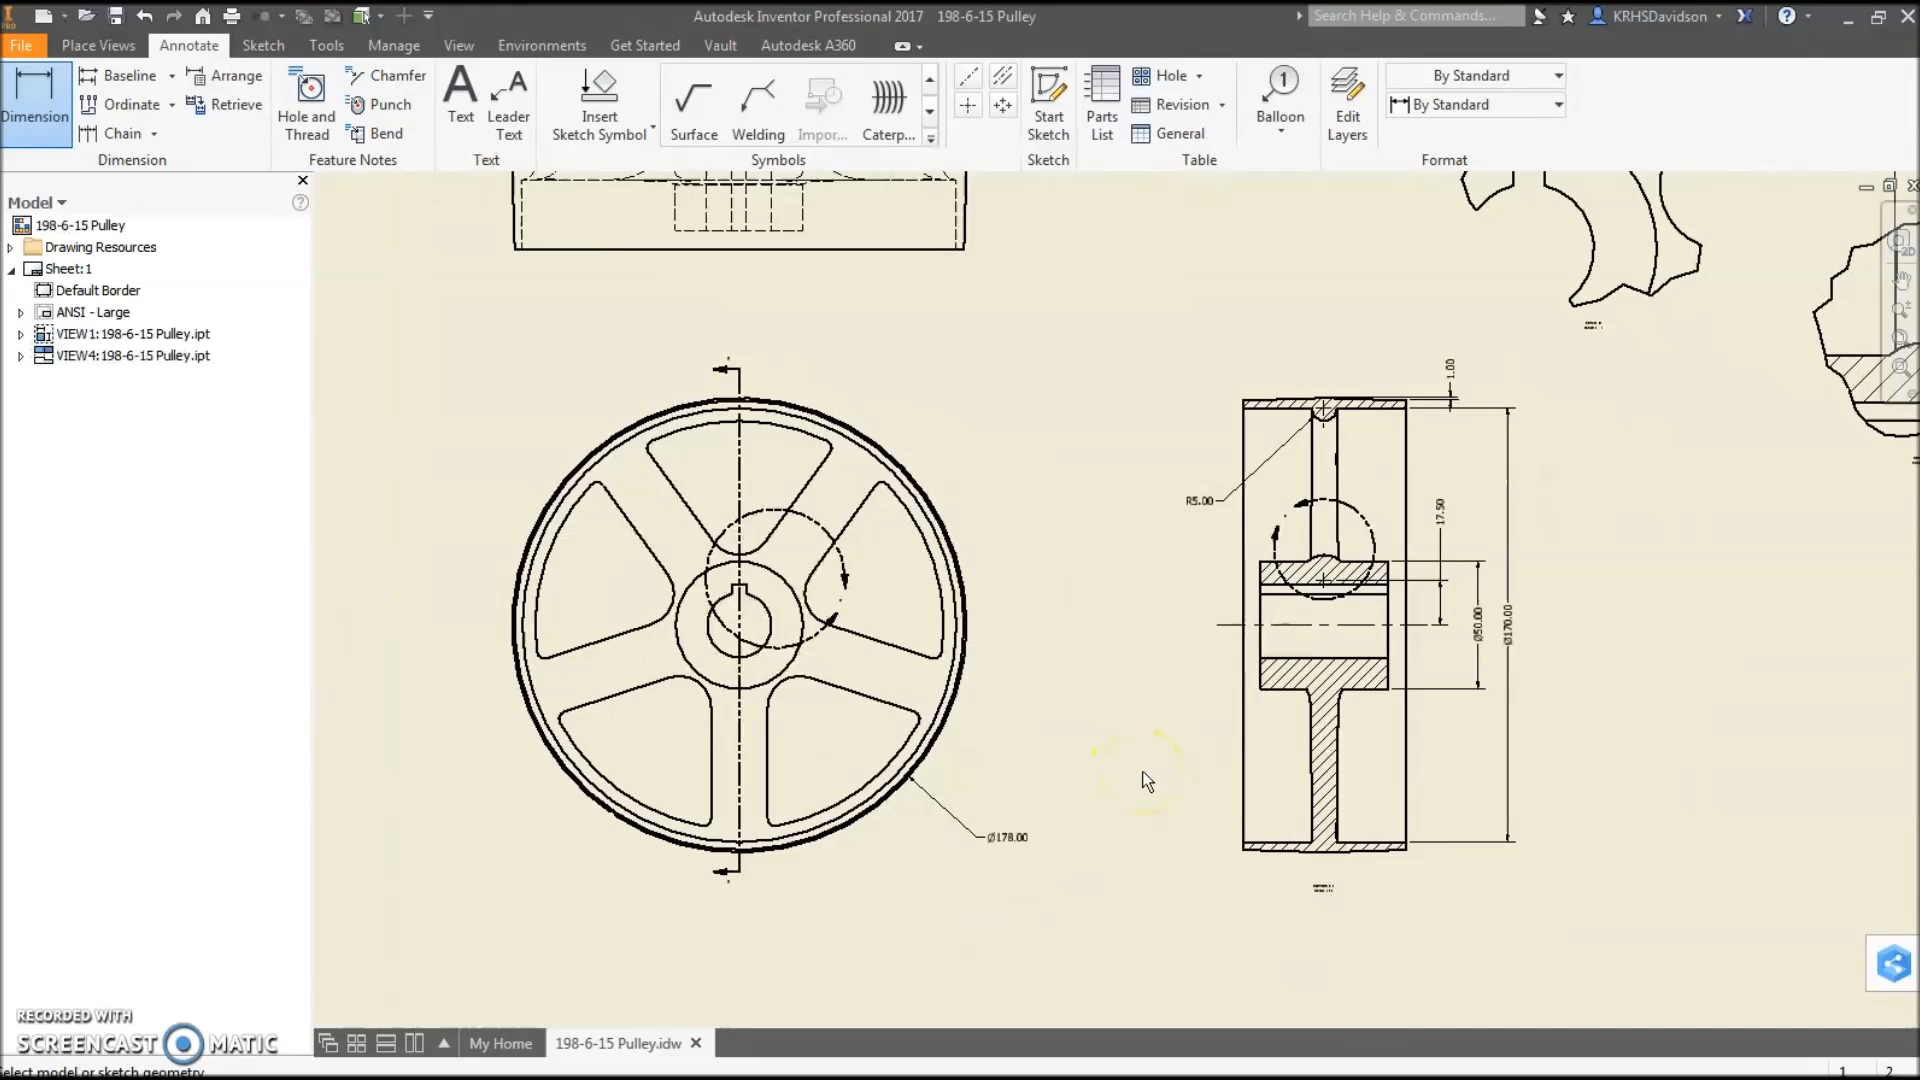 Autodesk Inventor Professional 2017 198-6-15 Pulley
Search Help & Commands...
KRHSDavidson
PRO
File Place Views Annotate Sketch Tools Manage View Environments Get Started Vault Autodesk A360
Dimension
Baseline
Ordinate
Chain
Arrange
Retrieve
Dimension
Hole and Thread
Chamfer
Punch
Bend
Feature Notes
Text
Leader Text
Text
Insert Sketch Symbol
Surface
Welding
Impor...
Caterp...
Symbols
Start Sketch
Sketch
Parts List
Hole
Revision
General
Table
Balloon
Edit Layers
By Standard
By Standard
Format
Model
198-6-15 Pulley
Drawing Resources
Sheet:1
Default Border
ANSI - Large
VIEW1:198-6-15 Pulley.ipt
VIEW4:198-6-15 Pulley.ipt
1.00
R5.00
17.50
Ø50.00
Ø170.00
Ø178.00
2D
RECORDED WITH
SCREENCAST MATIC
My Home
198-6-15 Pulley.idw
Select model or sketch geometry
1 2